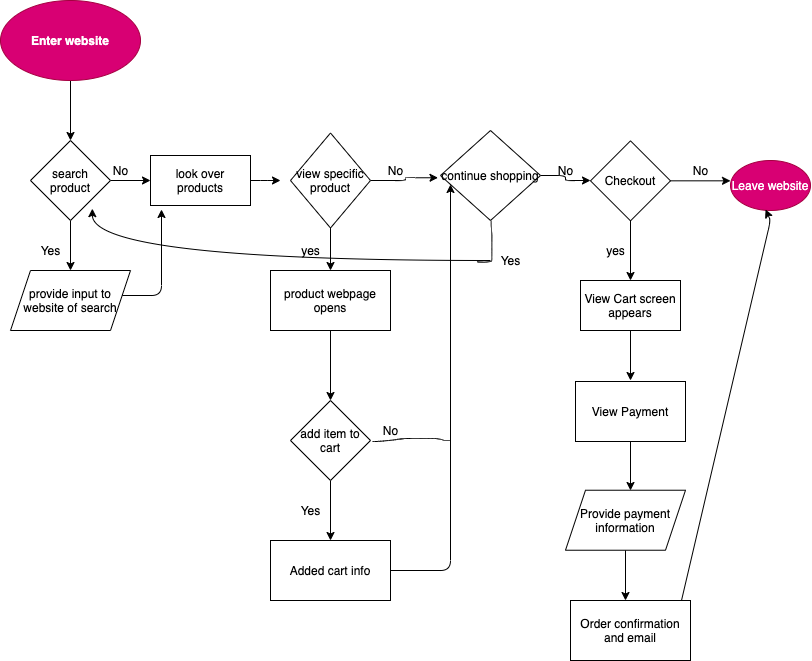 Enter website
search
product
No
look over
products
view specific
product
No
continue shopping
No
Checkout
No
Leave website
Yes
yes
Yes
yes
provide input to
website of search
product webpage
opens
View Cart screen
appears
add item to
cart
No
View Payment
Yes
Provide payment
information
Added cart info
Order confirmation
and email